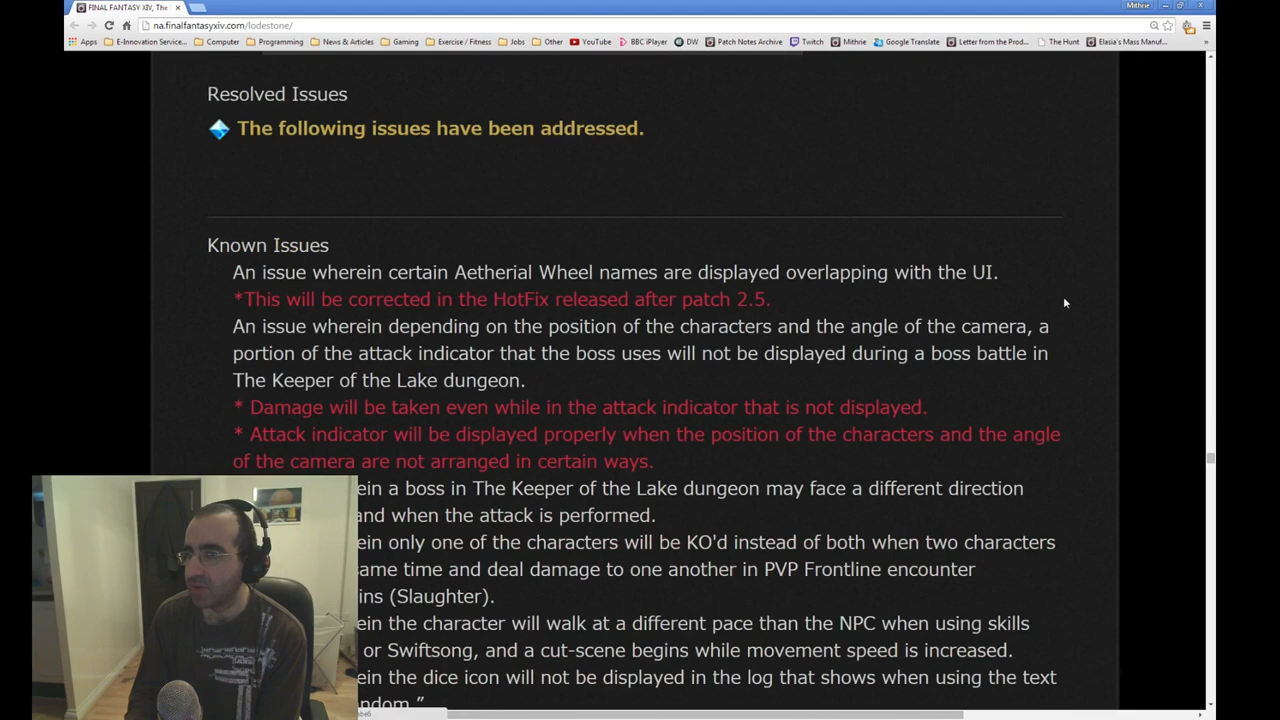 FINAL FANTASY XIV, The
Mithrie
na.finalfantasyxiv.com/lodestone/
Apps E-Innovation Service... Computer Programming News & Articles Gaming Exercise / Fitness Jobs Other YouTube BBC iPlayer DW Patch Notes Archive Twitch Mithrie Google Translate Letter from the Prod... The Hunt Elasia's Mass Manuf... »
Resolved Issues
The following issues have been addressed.
Known Issues
An issue wherein certain Aetherial Wheel names are displayed overlapping with the UI.
*This will be corrected in the HotFix released after patch 2.5.
An issue wherein depending on the position of the characters and the angle of the camera, a
portion of the attack indicator that the boss uses will not be displayed during a boss battle in
The Keeper of the Lake dungeon.
* Damage will be taken even while in the attack indicator that is not displayed.
* Attack indicator will be displayed properly when the position of the characters and the angle
of the camera are not arranged in certain ways.
ein a boss in The Keeper of the Lake dungeon may face a different direction
and when the attack is performed.
ein only one of the characters will be KO'd instead of both when two characters
ame time and deal damage to one another in PVP Frontline encounter
ins (Slaughter).
ein the character will walk at a different pace than the NPC when using skills
or Swiftsong, and a cut-scene begins while movement speed is increased.
ein the dice icon will not be displayed in the log that shows when using the text
ndom."